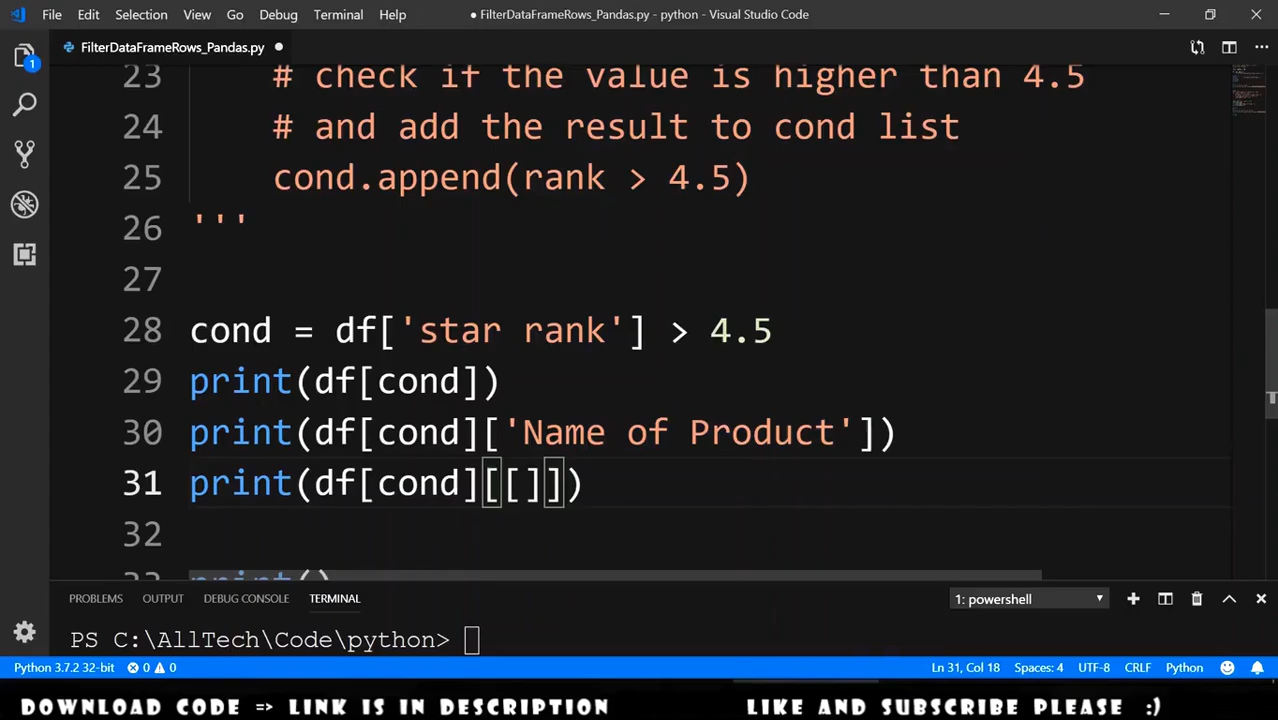 File Edit Selection View Go Debug Terminal Help
● FilterDataFrameRows_Pandas.py - python - Visual Studio Code
FilterDataFrameRows_Pandas.py ●
1
23 # check if the value is higher than 4.5
24 # and add the result to cond list
25 cond.append(rank > 4.5)
26 '''
27
28 cond = df['star rank'] > 4.5
29 print(df[cond])
30 print(df[cond]['Name of Product'])
31 print(df[cond][[]])
32
33 print()
PROBLEMS OUTPUT DEBUG CONSOLE TERMINAL 1: powershell
PS C:\AllTech\Code\python>
Python 3.7.2 32-bit 0 0 Ln 31, Col 18 Spaces: 4 UTF-8 CRLF Python
DOWNLOAD CODE => LINK IS IN DESCRIPTION LIKE AND SUBSCRIBE PLEASE :)